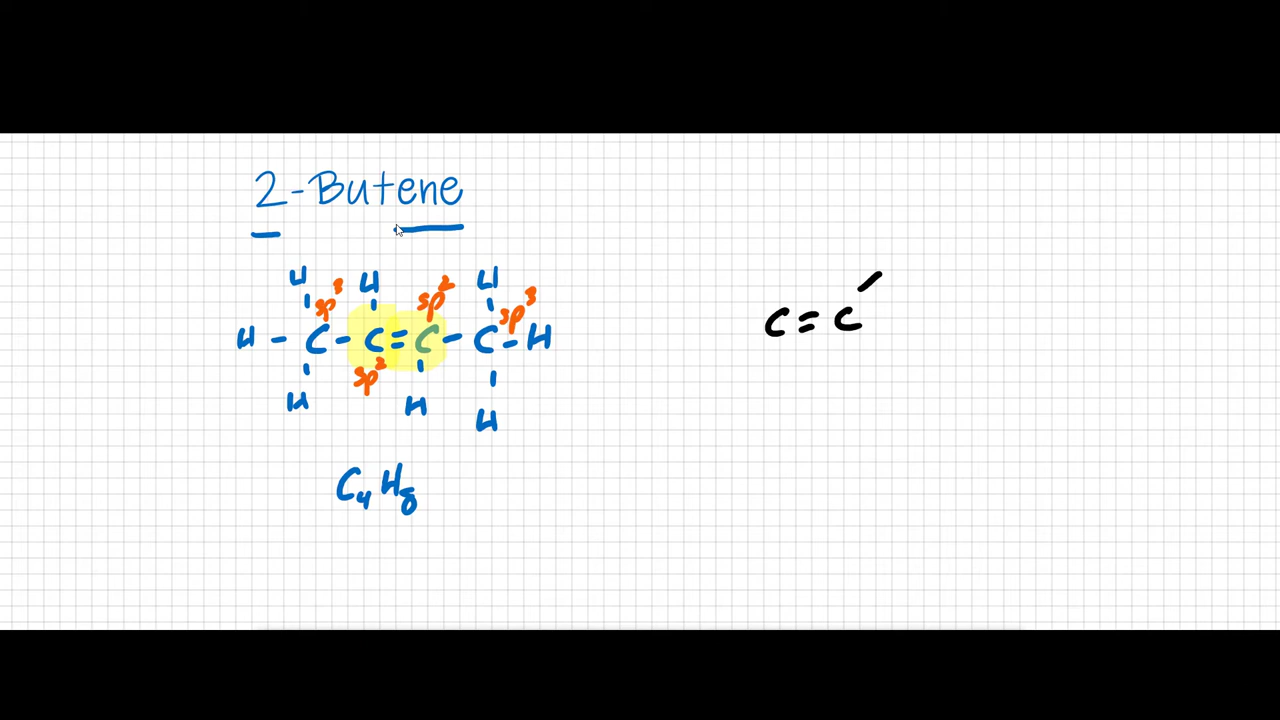 2-Butene
H H H
sp³ sp² sp³
H - C - C = C - C - H
sp²
H H H
C₄H₈
C = C